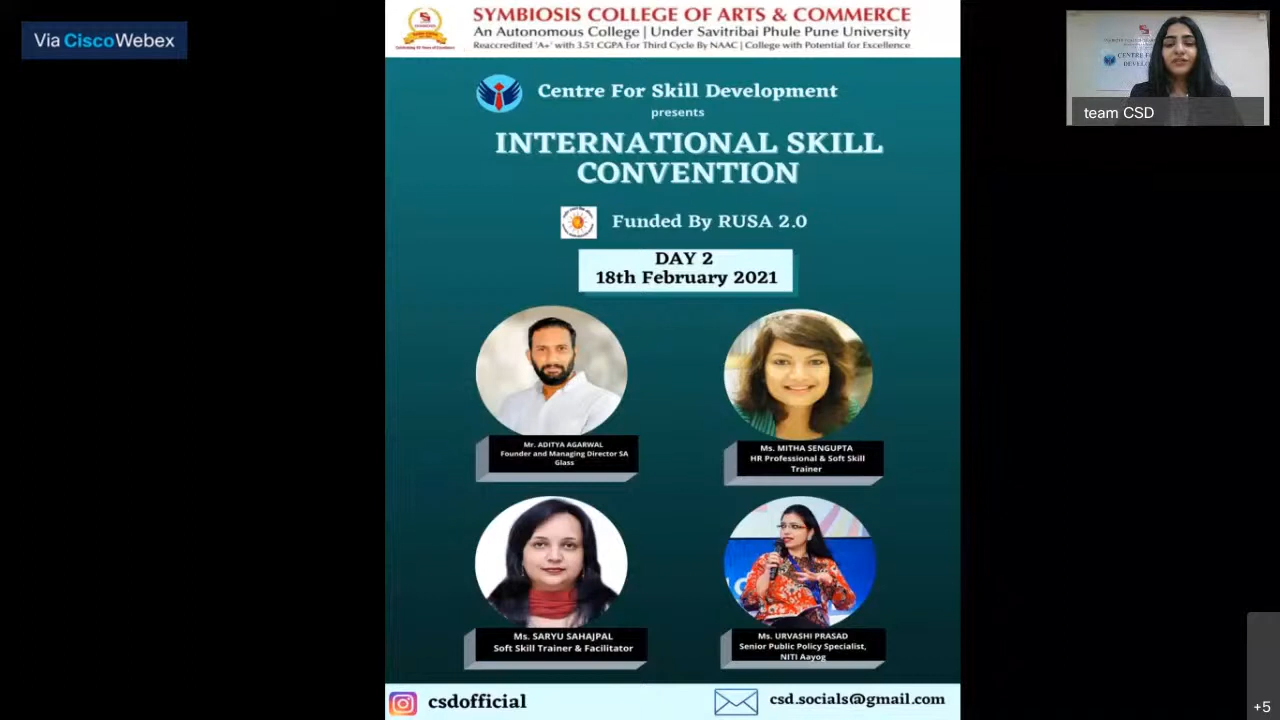 Via CiscoWebex
SYMBIOSIS COLLEGE OF ARTS & COMMERCE
An Autonomous College | Under Savitribai Phule Pune University
Reaccredited 'A+' with 3.51 CGPA For Third Cycle By NAAC | College with Potential for Excellence
Centre For Skill Development
presents
INTERNATIONAL SKILL
CONVENTION
Funded By RUSA 2.0
DAY 2
18th February 2021
Mr. ADITYA AGARWAL
Founder and Managing Director SA
Glass
Ms. MITHA SENGUPTA
HR Professional & Soft Skill
Trainer
Ms. SARYU SAHAJPAL
Soft Skill Trainer & Facilitator
Ms. URVASHI PRASAD
Senior Public Policy Specialist,
NITI Aayog
csdofficial
csd.socials@gmail.com
team CSD
+5